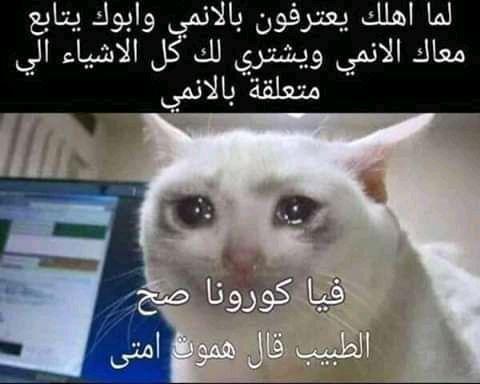 لما اهلك يعترفون بالانمي وابوك يتابع
معاك الانمي ويشتري لك كل الاشياء الي
متعلقة بالانمي
فيا كورونا صح
الطبيب قال هموت امتى